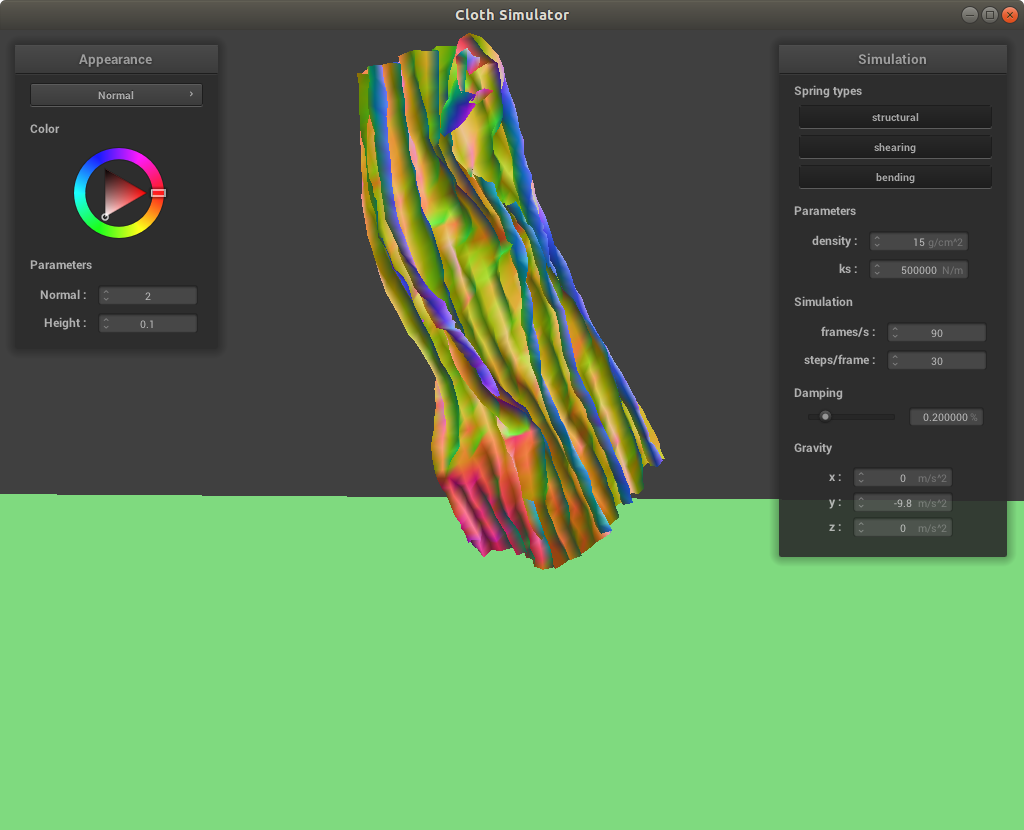 Cloth Simulator
Appearance
Normal
Color
Parameters
Normal : 2
Height : 0.1
Simulation
Spring types
structural
shearing
bending
Parameters
density : 15 g/cm^2
ks : 500000 N/m
Simulation
frames/s : 90
steps/frame : 30
Damping
0.200000 %
Gravity
x : 0 m/s^2
y : -9.8 m/s^2
z : 0 m/s^2